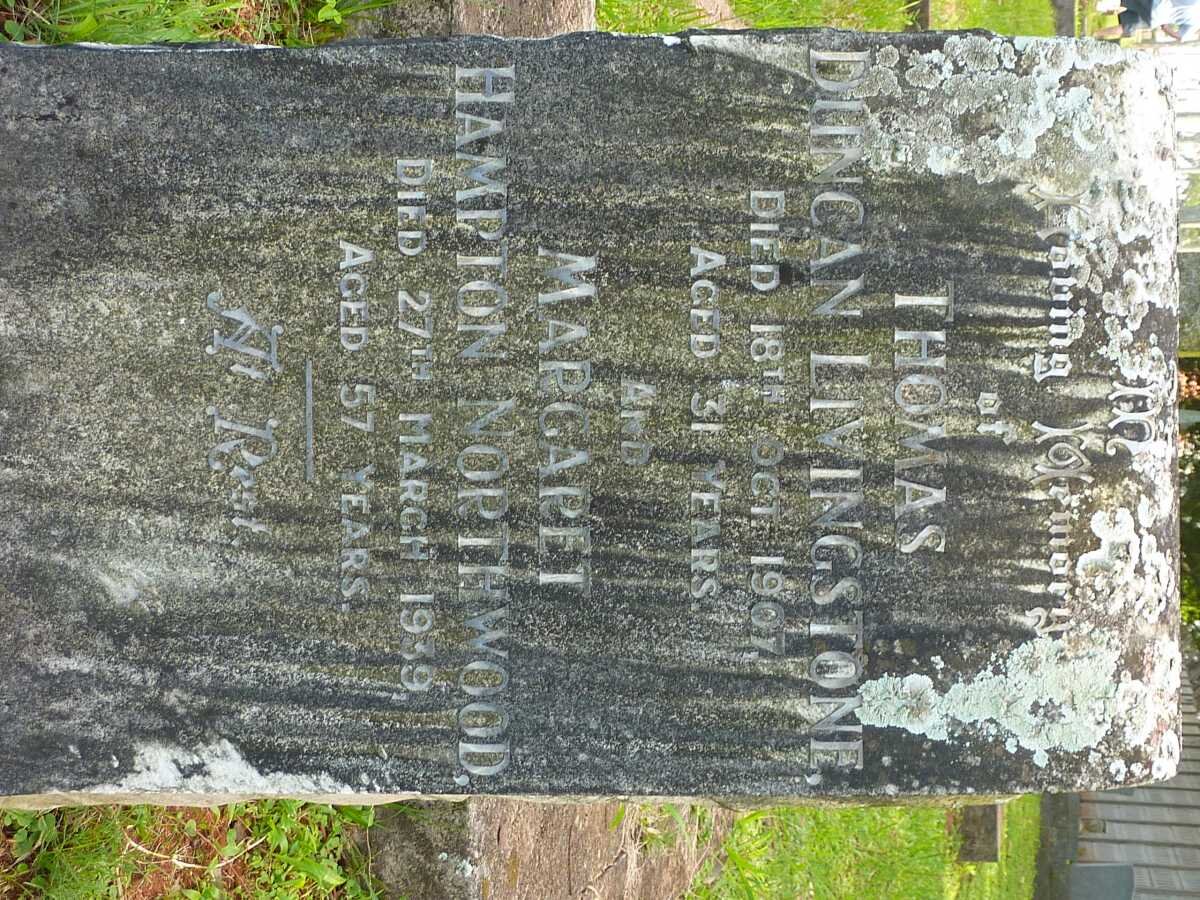 In
Loving Memory
of
THOMAS
DUNCAN LIVINGSTONE,
DIED 18TH OCT 1907,
AGED 31 YEARS.
AND
MARGARET
HAMPTON NORTHWOOD,
DIED 27TH MARCH 1939,
AGED 57 YEARS.
At Rest